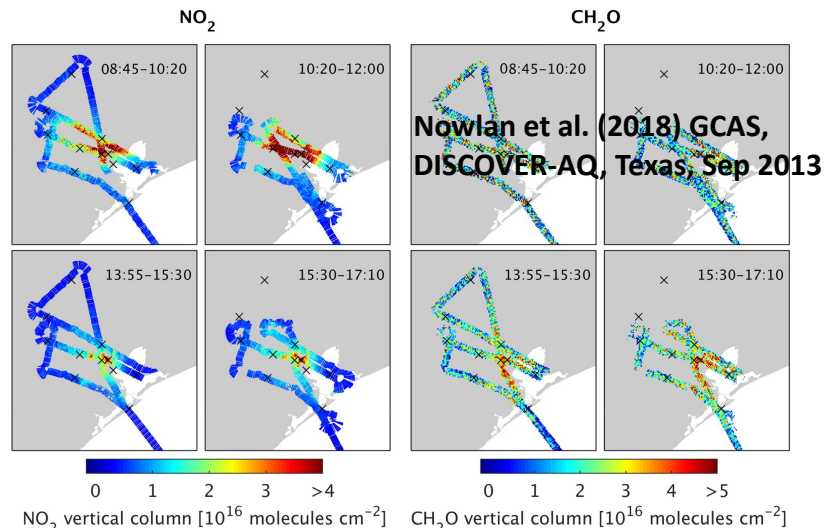 NO2
CH2O
08:45−10:20
10:20−12:00
08:45−10:20
10:20−12:00
Nowlan et al. (2018) GCAS,
DISCOVER-AQ, Texas, Sep 2013
13:55−15:30
15:30−17:10
13:55−15:30
15:30−17:10
0 1 2 3 >4
0 1 2 3 4 >5
NO2 vertical column [10^16 molecules cm^−2]
CH2O vertical column [10^16 molecules cm^−2]